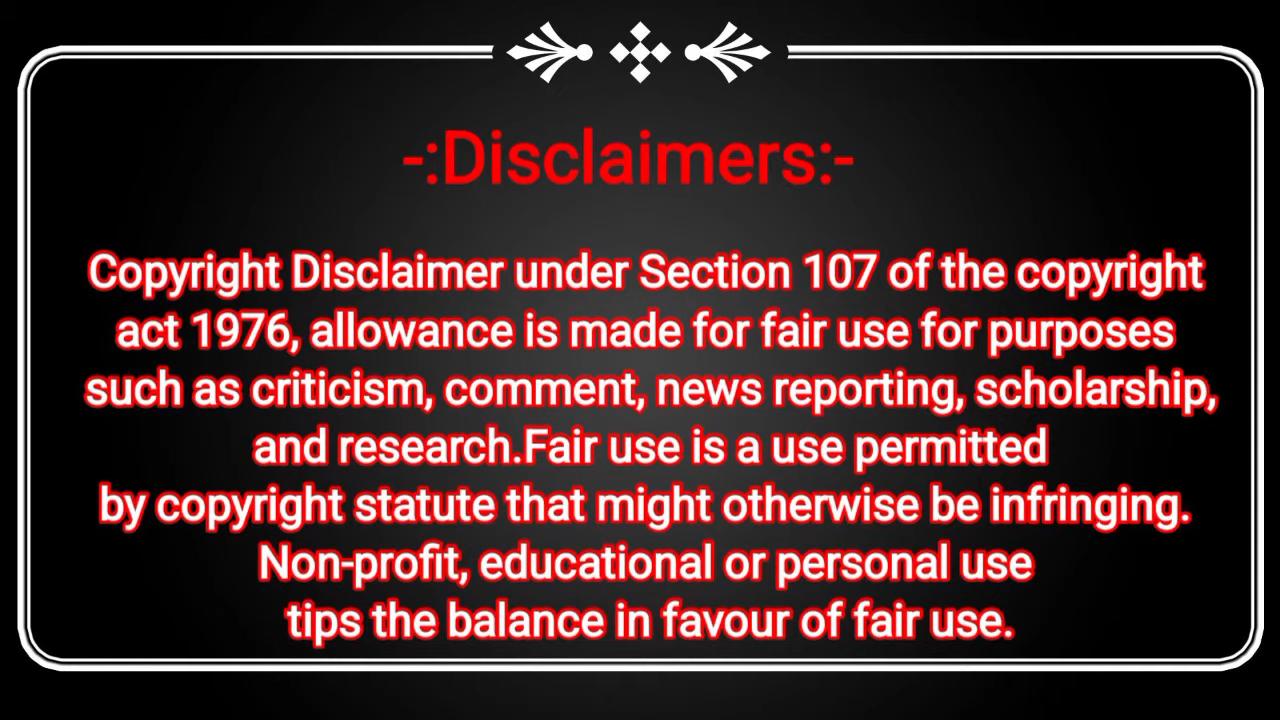 -:Disclaimers:-
Copyright Disclaimer under Section 107 of the copyright
act 1976, allowance is made for fair use for purposes
such as criticism, comment, news reporting, scholarship,
and research.Fair use is a use permitted
by copyright statute that might otherwise be infringing.
Non-profit, educational or personal use
tips the balance in favour of fair use.